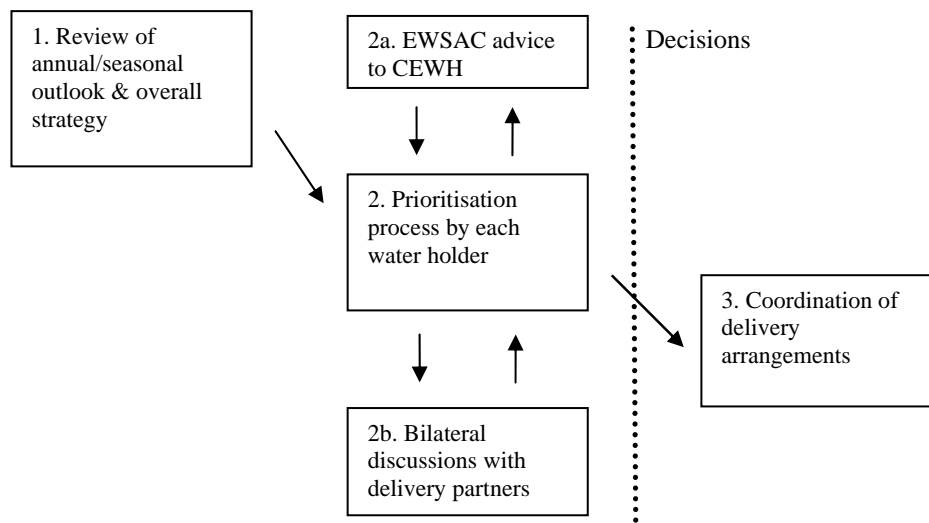 1. Review of
annual/seasonal
outlook & overall
strategy
2a. EWSAC advice
to CEWH
Decisions
2. Prioritisation
process by each
water holder
3. Coordination of
delivery
arrangements
2b. Bilateral
discussions with
delivery partners